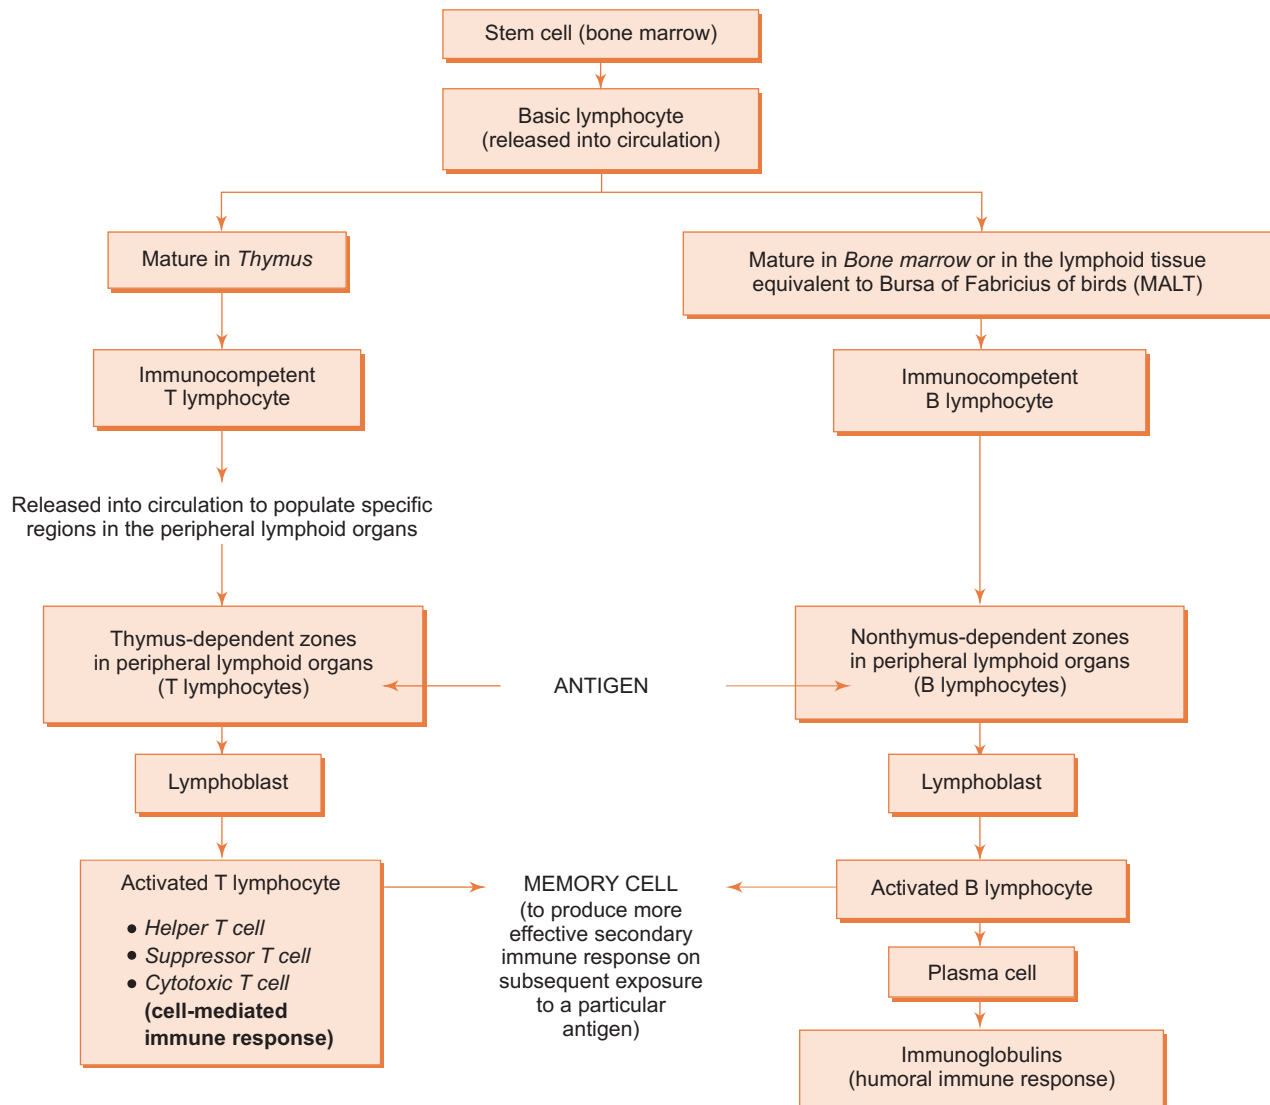 Stem cell (bone marrow)
Basic lymphocyte
(released into circulation)
Mature in Thymus
Mature in Bone marrow or in the lymphoid tissue
equivalent to Bursa of Fabricius of birds (MALT)
Immunocompetent
T lymphocyte
Immunocompetent
B lymphocyte
Released into circulation to populate specific
regions in the peripheral lymphoid organs
Thymus-dependent zones
in peripheral lymphoid organs
(T lymphocytes)
ANTIGEN
Nonthymus-dependent zones
in peripheral lymphoid organs
(B lymphocytes)
Lymphoblast
Lymphoblast
Activated T lymphocyte
• Helper T cell
• Suppressor T cell
• Cytotoxic T cell
(cell-mediated
immune response)
MEMORY CELL
(to produce more
effective secondary
immune response on
subsequent exposure
to a particular
antigen)
Activated B lymphocyte
Plasma cell
Immunoglobulins
(humoral immune response)